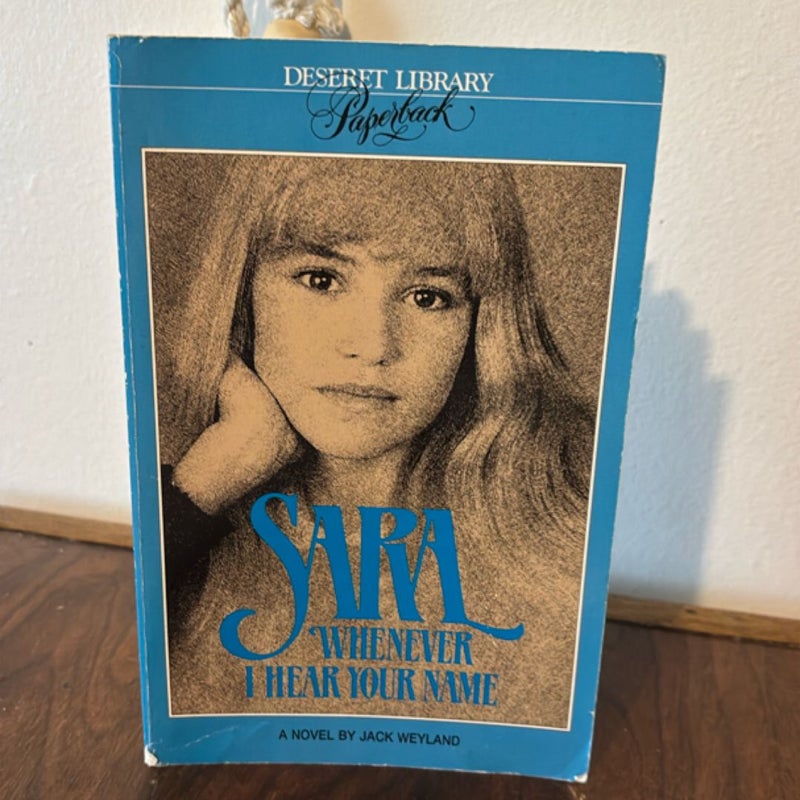 DESERET LIBRARY
Paperback
SARA
WHENEVER
I HEAR YOUR NAME
A NOVEL BY JACK WEYLAND